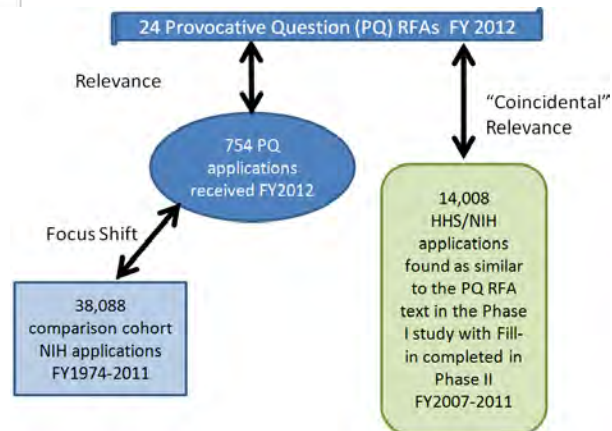 24 Provocative Question (PQ) RFAs FY 2012
Relevance
"Coincidental"
Relevance
754 PQ
applications
received FY2012
Focus Shift
38,088
comparison cohort
NIH applications
FY1974-2011
14,008
HHS/NIH
applications
found as similar
to the PQ RFA
text in the Phase
I study with Fill-
in completed in
Phase II
FY2007-2011